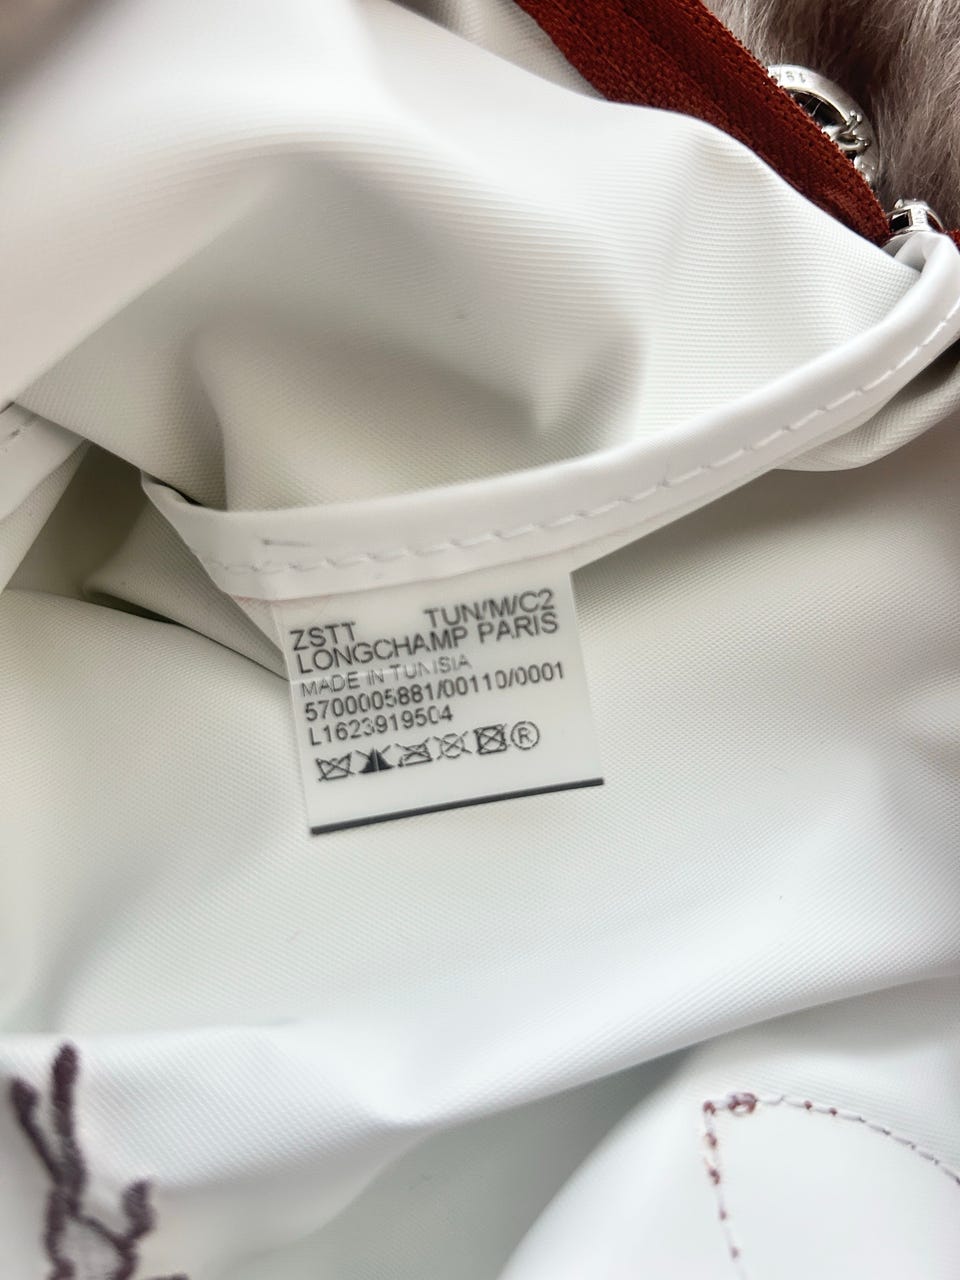 ZSTT TUN/M/C2
LONGCHAMP PARIS
MADE IN TUNISIA
5700005881/00110/0001
L1623919504
Ⓡ